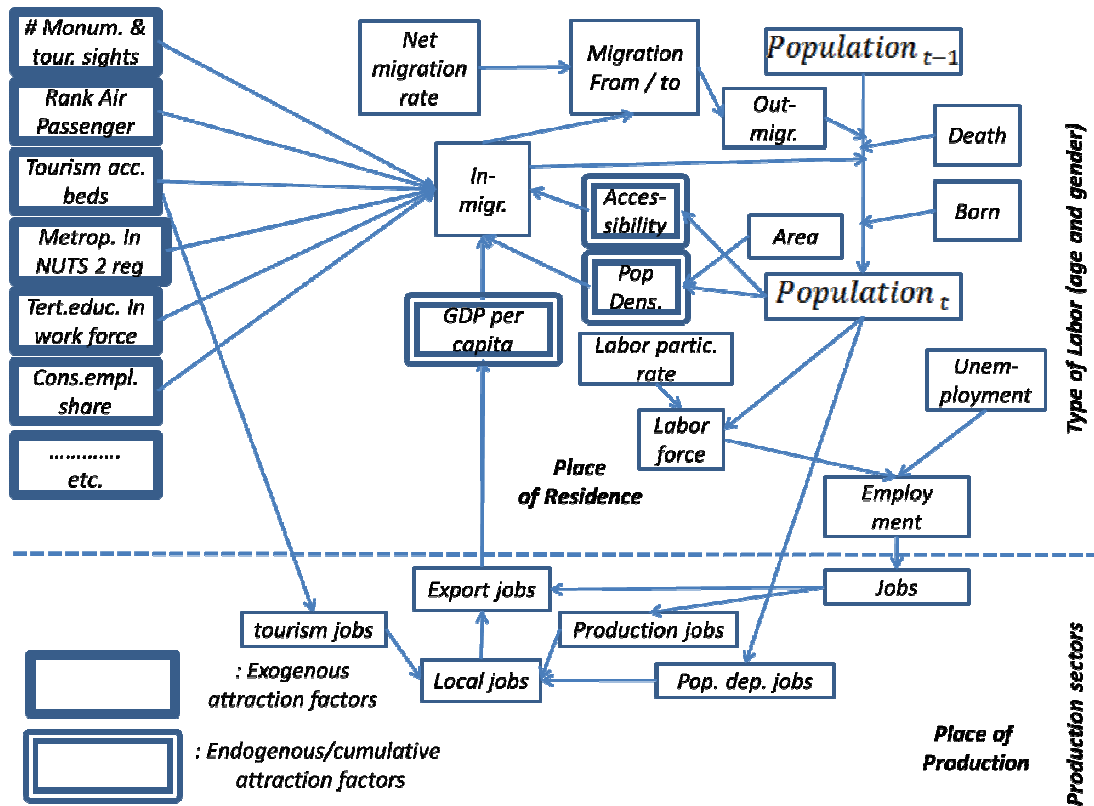 # Monum. &
tour. sights
Rank Air
Passenger
Tourism acc.
beds
Metrop. In
NUTS 2 reg
Tert.educ. In
work force
Cons.empl.
share
.............
etc.
Net
migration
rate
Migration
From / to
Population t-1
Out-
migr.
Death
In-
migr.
Acces-
sibility
Born
Area
Pop
Dens.
Population t
GDP per
capita
Labor partic.
rate
Unem-
ployment
Labor
force
Place
of Residence
Employ
ment
Type of Labor (age and gender)
Export jobs
Jobs
tourism jobs
Production jobs
Local jobs
Pop. dep. jobs
: Exogenous
attraction factors
: Endogenous/cumulative
attraction factors
Place of
Production
Production sectors